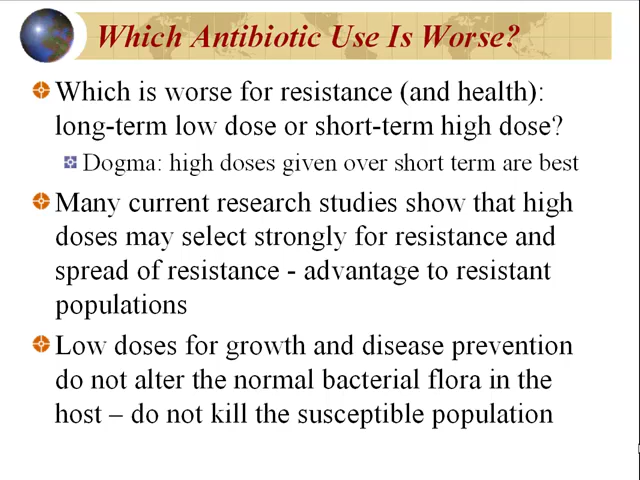 Which Antibiotic Use Is Worse?
Which is worse for resistance (and health):
long-term low dose or short-term high dose?
Dogma: high doses given over short term are best
Many current research studies show that high
doses may select strongly for resistance and
spread of resistance - advantage to resistant
populations
Low doses for growth and disease prevention
do not alter the normal bacterial flora in the
host – do not kill the susceptible population